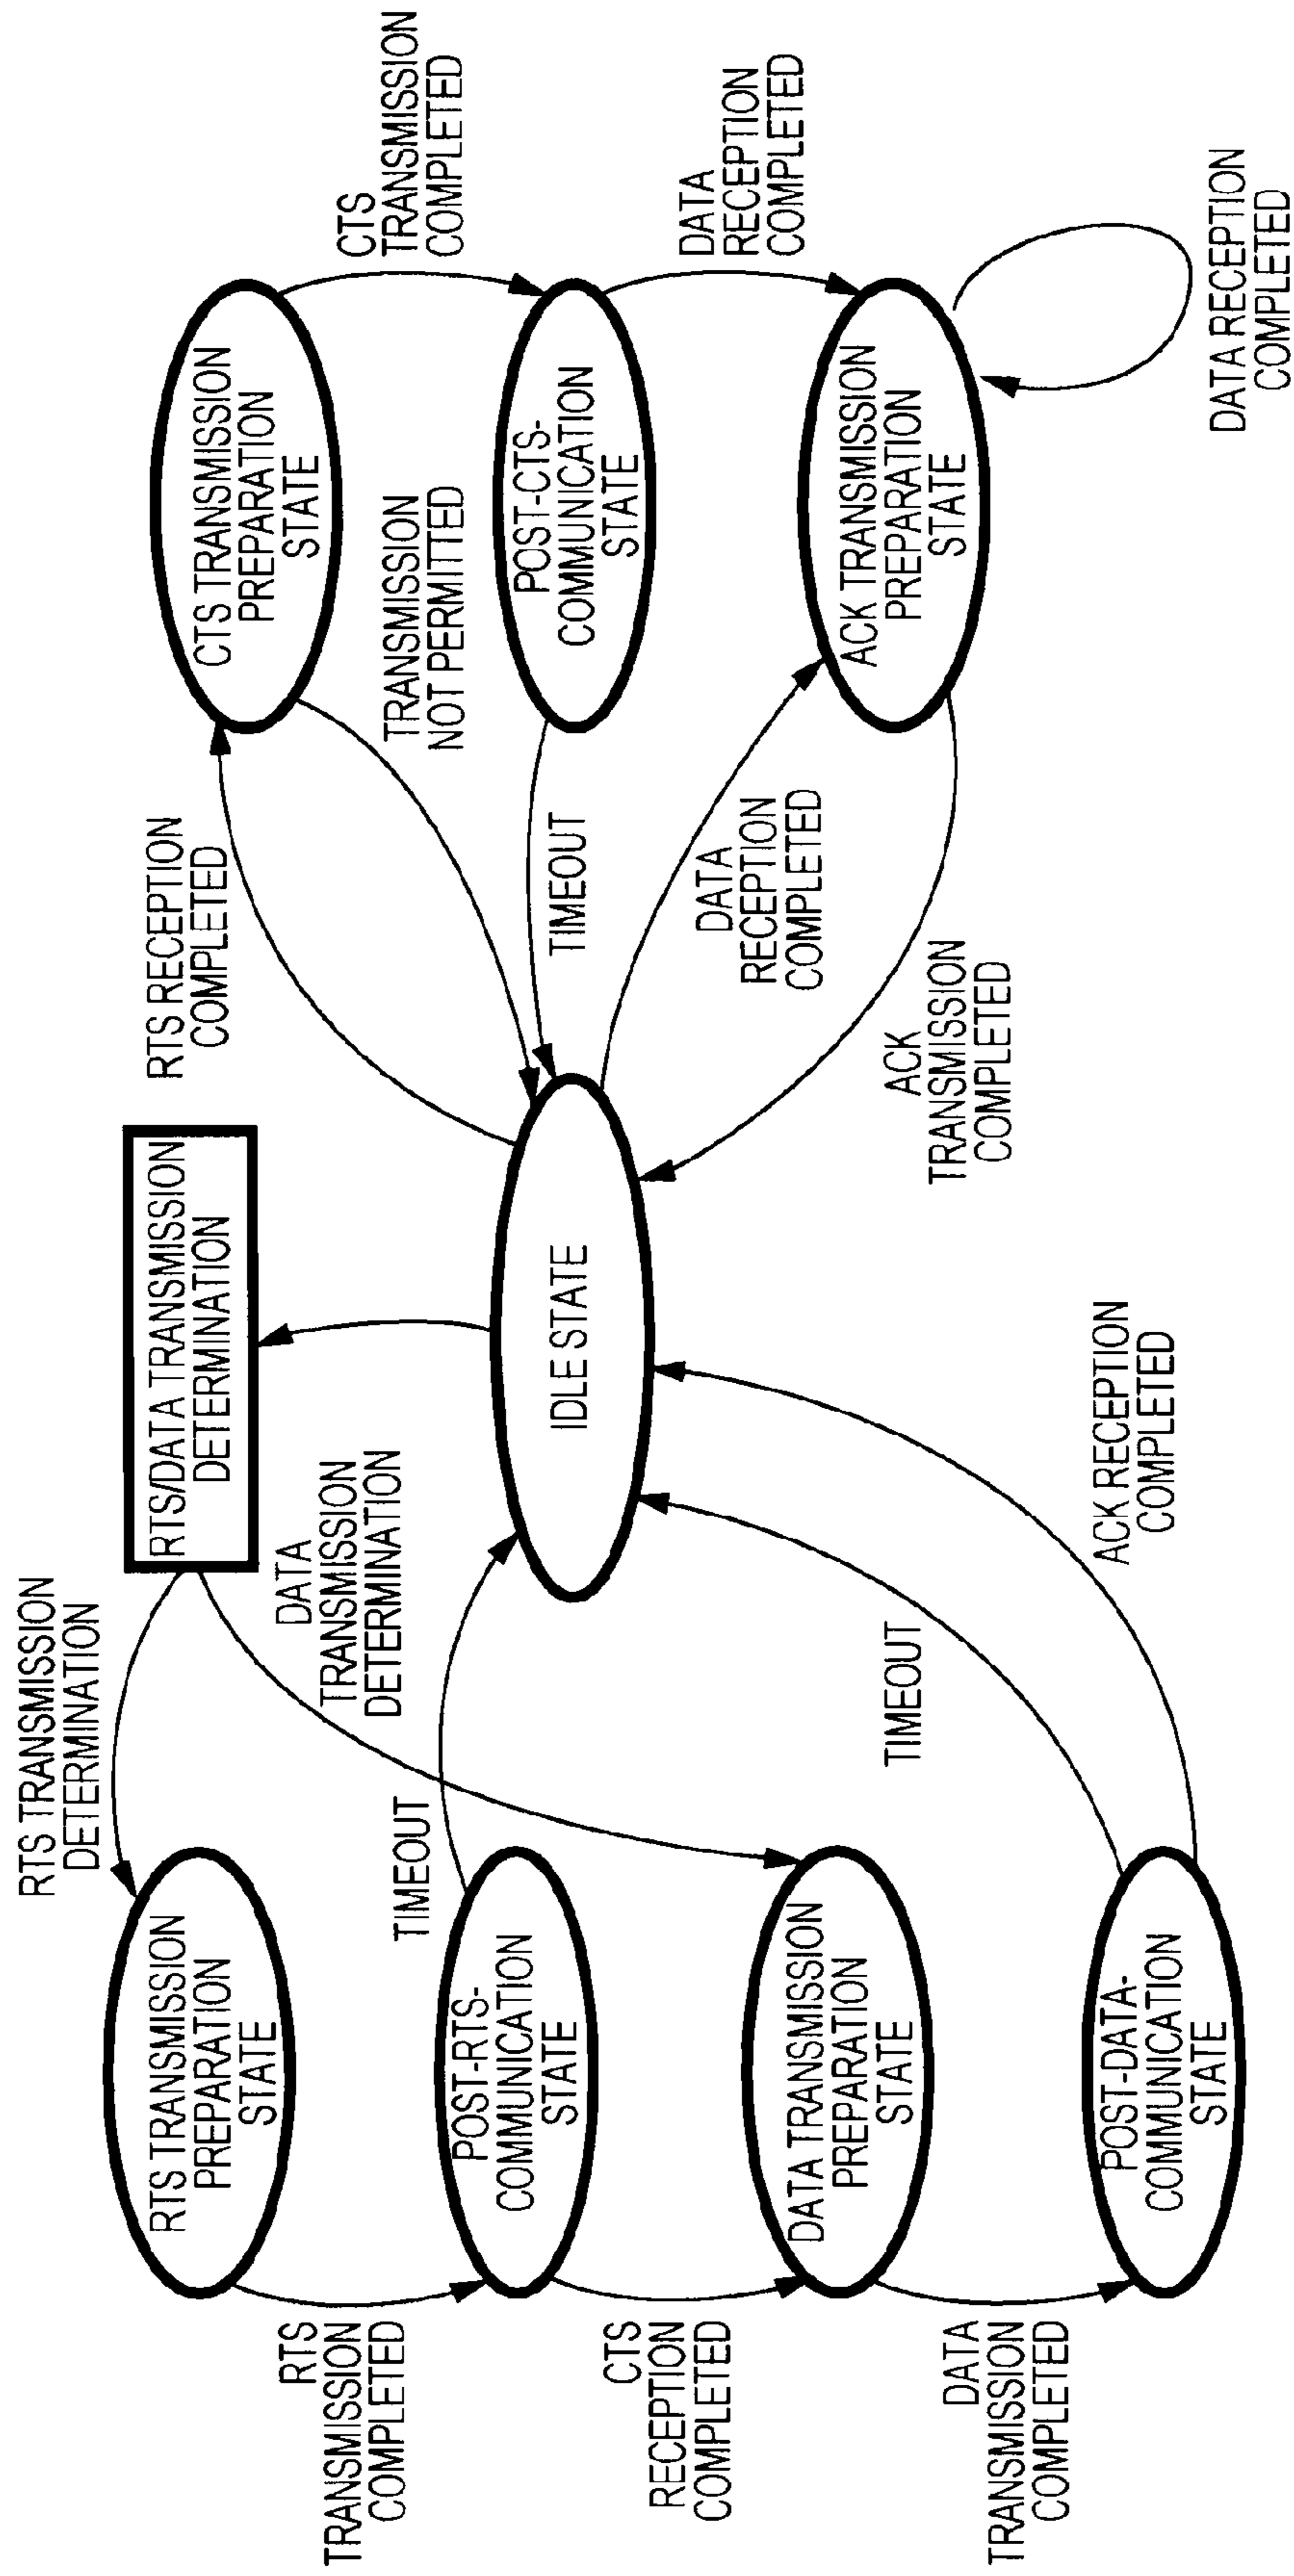 RTS TRANSMISSION
DETERMINATION
RTS/DATA TRANSMISSION
DETERMINATION
RTS RECEPTION
COMPLETED
RTS TRANSMISSION
PREPARATION
STATE
CTS TRANSMISSION
PREPARATION
STATE
DATA
TRANSMISSION
DETERMINATION
RTS
TRANSMISSION
COMPLETED
TIMEOUT
TRANSMISSION
NOT PERMITTED
CTS
TRANSMISSION
COMPLETED
POST-RTS-
COMMUNICATION
STATE
IDLE STATE
TIMEOUT
POST-CTS-
COMMUNICATION
STATE
CTS
RECEPTION
COMPLETED
DATA
RECEPTION
COMPLETED
DATA
RECEPTION
COMPLETED
DATA TRANSMISSION
PREPARATION
STATE
TIMEOUT
ACK TRANSMISSION
PREPARATION
STATE
DATA
TRANSMISSION
COMPLETED
ACK
TRANSMISSION
COMPLETED
POST-DATA-
COMMUNICATION
STATE
ACK RECEPTION
COMPLETED
DATA RECEPTION
COMPLETED